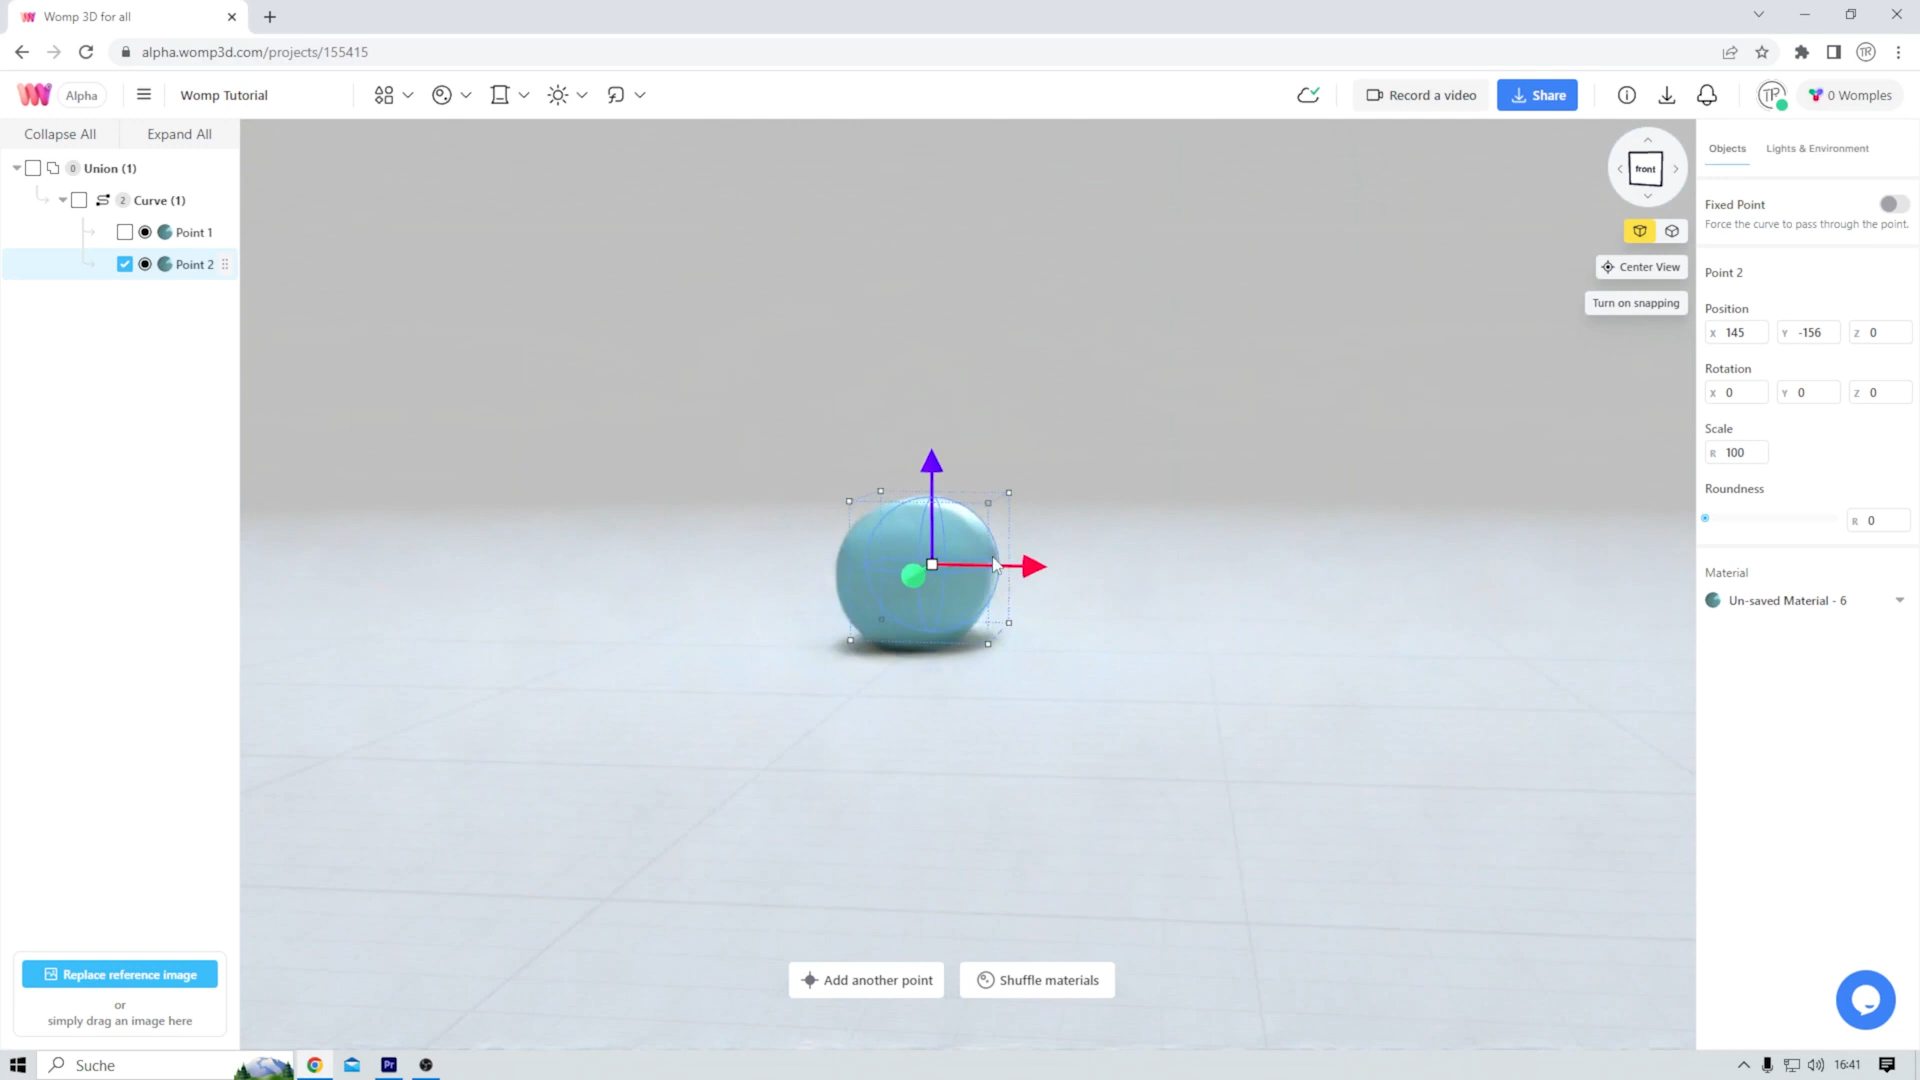 Womp 3D for all
alpha.womp3d.com/projects/155415
TR
Alpha
Womp Tutorial
Record a video
Share
TP
0 Womples
Collapse All
Expand All
0 Union (1)
2 Curve (1)
Point 1
Point 2
front
Center View
Turn on snapping
Objects
Lights & Environment
Fixed Point
Force the curve to pass through the point.
Point 2
Position
X 145 Y -156 Z 0
Rotation
X 0 Y 0 Z 0
Scale
R 100
Roundness
R 0
Material
Un-saved Material - 6
Add another point
Shuffle materials
Replace reference image
or
simply drag an image here
Suche
Pr
16:41